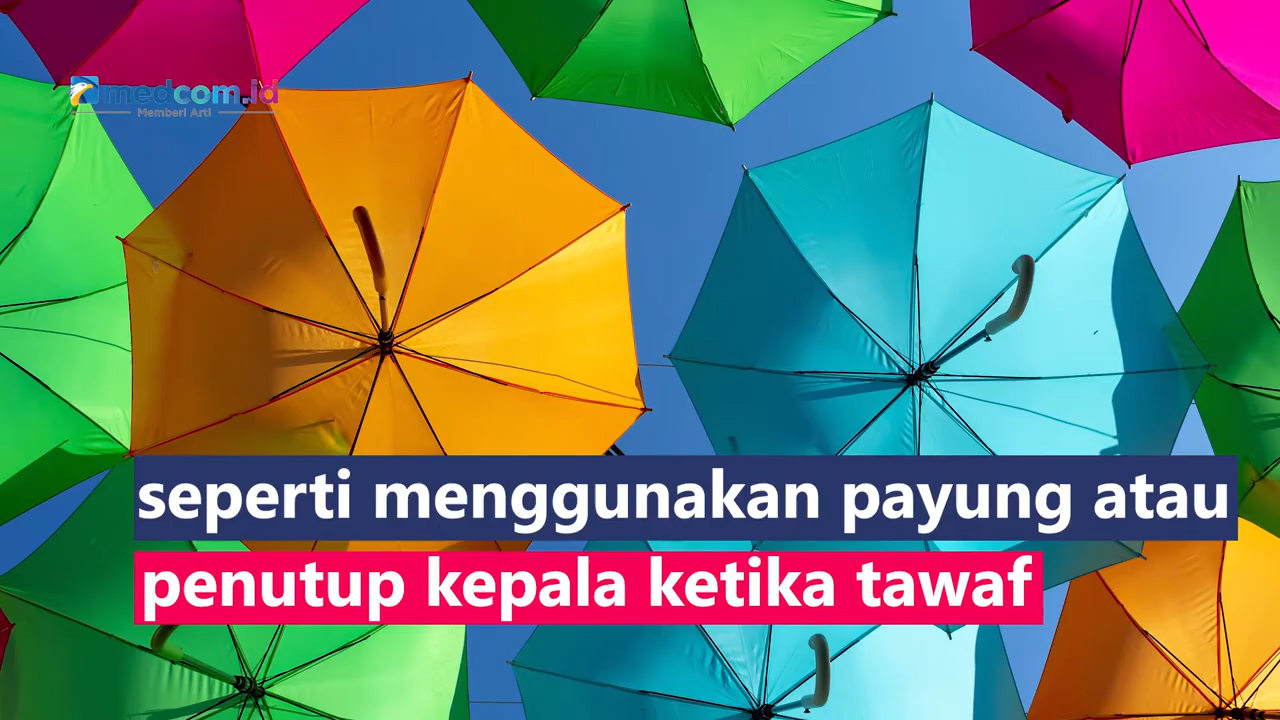 medcom.id
Memberi Arti
seperti menggunakan payung atau
penutup kepala ketika tawaf